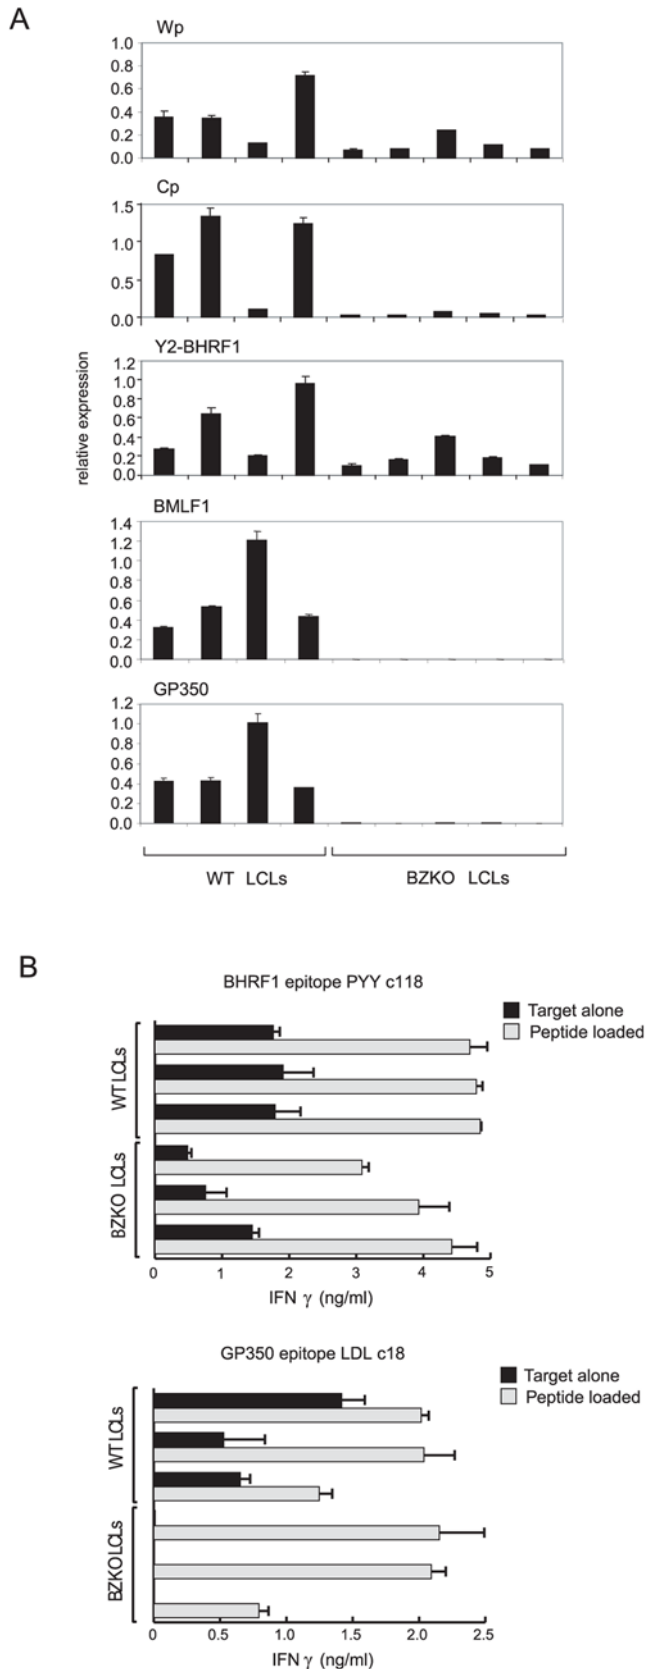 A
Wp
1.0
0.8
0.6
0.4
0.2
0.0
Cp
1.5
1.0
0.5
0.0
Y2-BHRF1
1.2
1.0
0.8
0.6
0.4
0.2
0.0
relative expression
BMLF1
1.4
1.2
1.0
0.8
0.6
0.4
0.2
0.0
GP350
1.2
1.0
0.8
0.6
0.4
0.2
0.0
WT LCLs BZKO LCLs
B
BHRF1 epitope PYY c118
Target alone
Peptide loaded
WT LCLs
BZKO LCLs
0 1 2 3 4 5
IFN γ (ng/ml)
GP350 epitope LDL c18
Target alone
Peptide loaded
WT LCLs
BZKO LCLs
0 0.5 1.0 1.5 2.0 2.5
IFN γ (ng/ml)